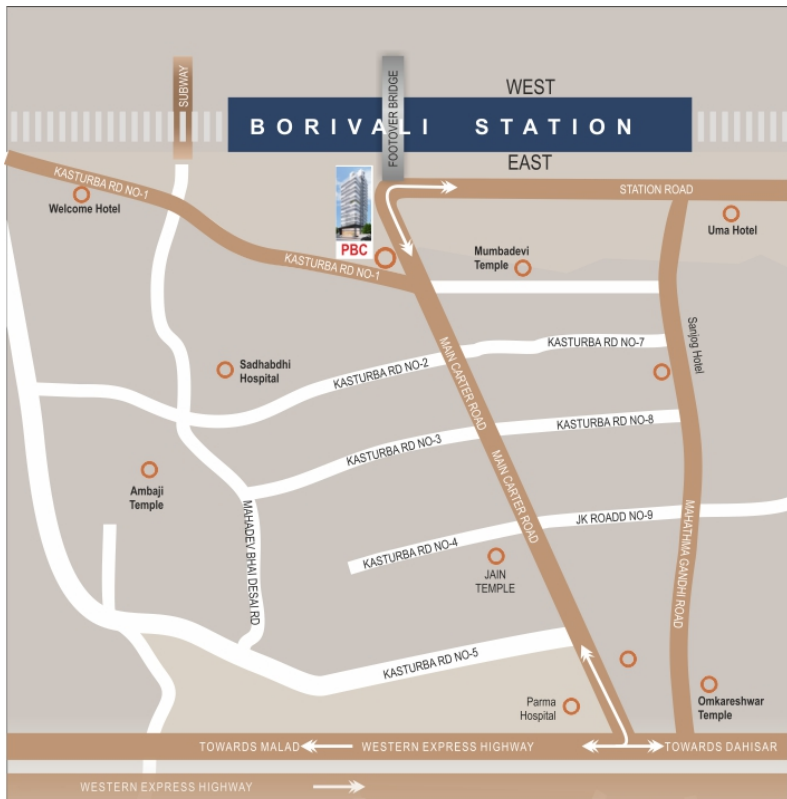 WEST
SUBWAY
FOOTOVER BRIDGE
BORIVALI STATION
EAST
KASTURBA RD NO-1
STATION ROAD
Welcome Hotel
Uma Hotel
PBC
Mumbadevi
Temple
KASTURBA RD NO-1
Sanjog Hotel
MAIN CARTER ROAD
KASTURBA RD NO-7
Sadhabdhi
Hospital
KASTURBA RD NO-2
KASTURBA RD NO-8
KASTURBA RD NO-3
MAIN CARTER ROAD
Ambaji
Temple
MAHADEV BHAI DESAI RD
MAHATHMA GANDHI ROAD
JK ROADD NO-9
KASTURBA RD NO-4
JAIN
TEMPLE
KASTURBA RD NO-5
Parma
Hospital
Omkareshwar
Temple
TOWARDS MALAD
WESTERN EXPRESS HIGHWAY
TOWARDS DAHISAR
WESTERN EXPRESS HIGHWAY